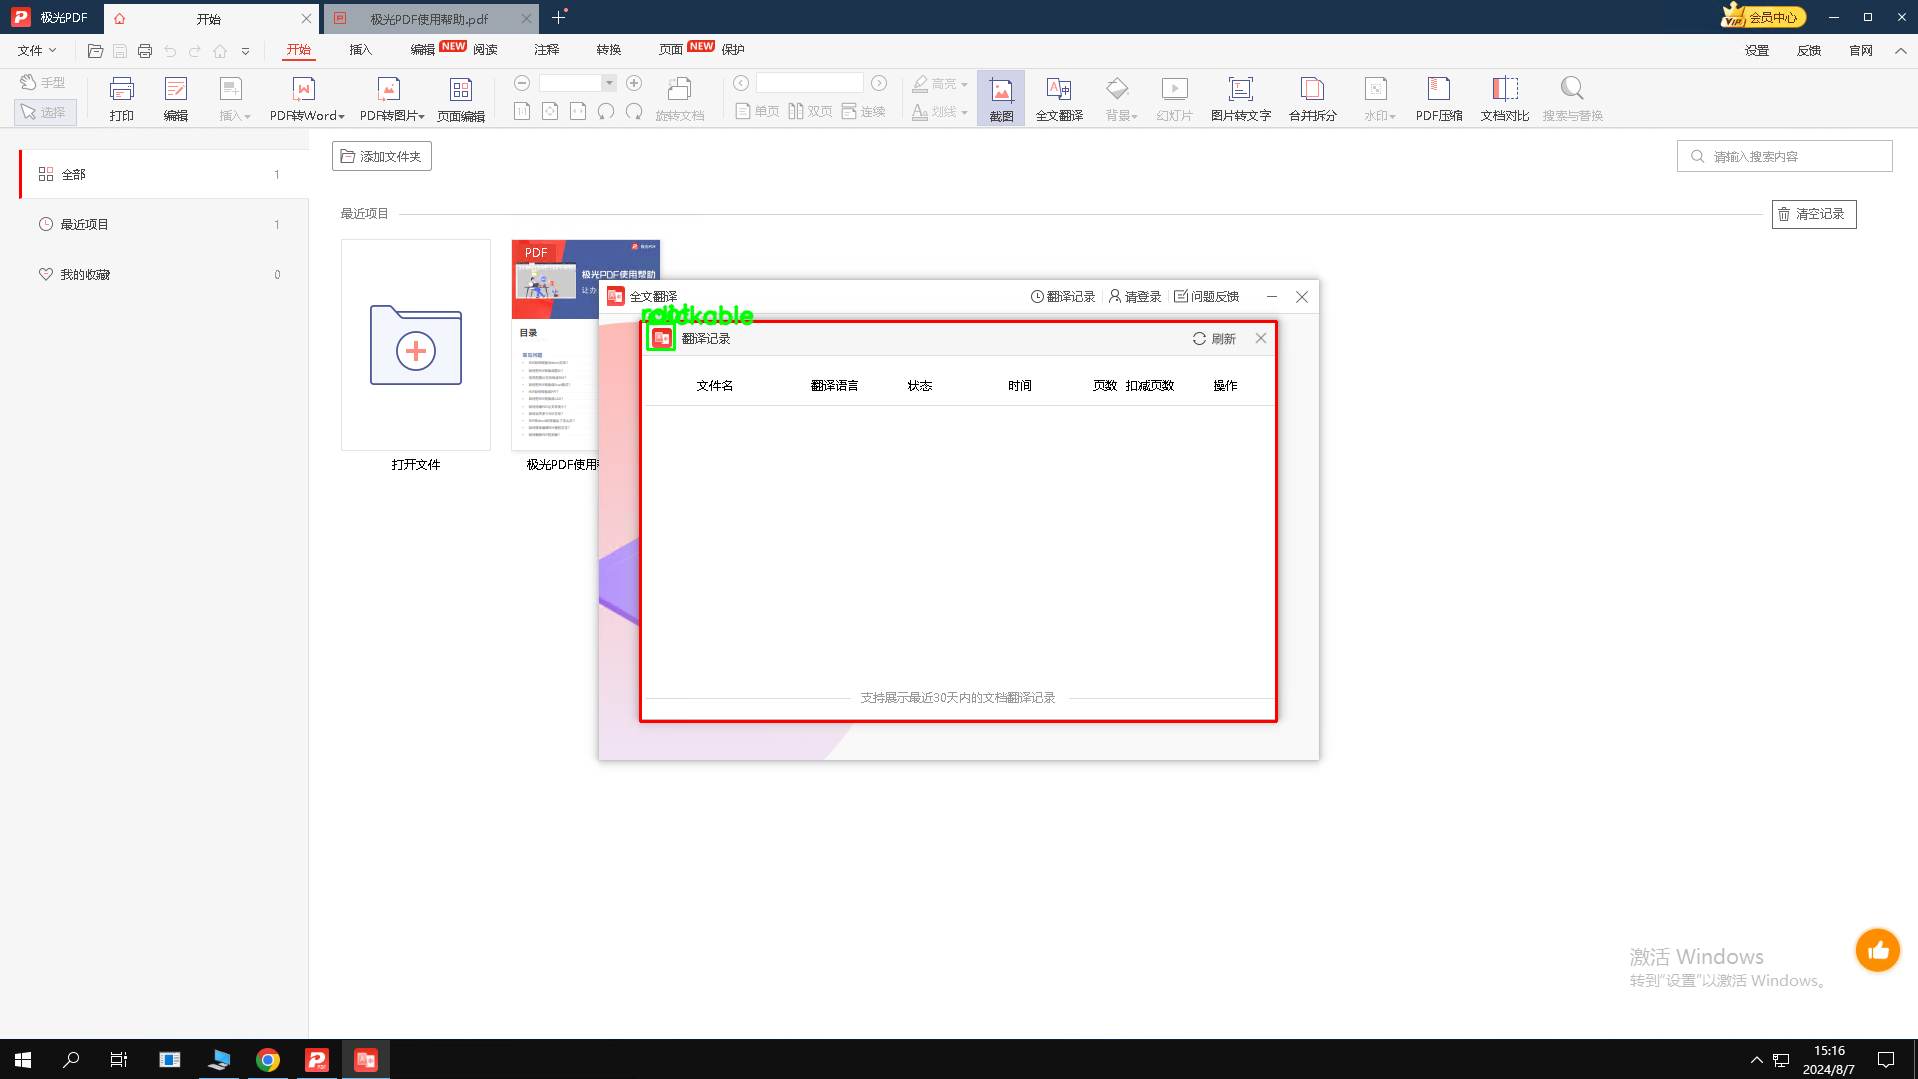 极光PDF
开始
极光PDF使用帮助.pdf
VIP 会员中心
文件
开始
插入
编辑 NEW
阅读
注释
转换
页面 NEW
保护
设置
反馈
官网
手型
选择
打印
编辑
插入
PDF转Word
PDF转图片
页面编辑
1:1
旋转文档
单页
双页
连续
高亮
划线
截图
全文翻译
背景
幻灯片
图片转文字
合并拆分
水印
PDF压缩
文档对比
搜索与替换
全部 1
最近项目 1
我的收藏 0
添加文件夹
请输入搜索内容
最近项目
清空记录
打开文件
PDF
极光PDF
极光PDF使用帮助
目录
常见问题
极光PDF使用
全文翻译
翻译记录
请登录
问题反馈
翻译记录
刷新
文件名 翻译语言 状态 时间 页数 扣减页数 操作
支持展示最近30天内的文档翻译记录
激活 Windows
转到“设置”以激活 Windows。
15:16
2024/8/7